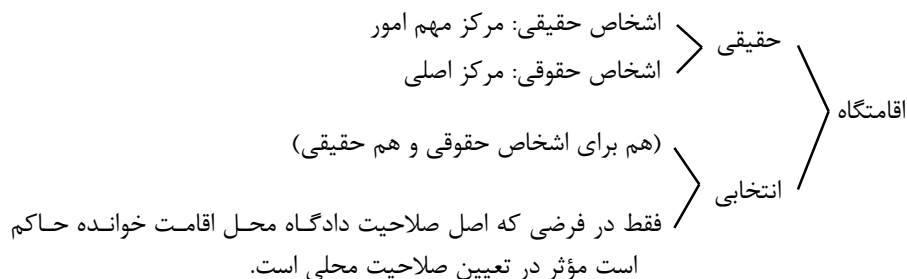 اقامتگاه
حقیقی
اشخاص حقیقی: مرکز مهم امور
اشخاص حقوقی: مرکز اصلی
انتخابی
(هم برای اشخاص حقوقی و هم حقیقی)
فقط در فرضی که اصل صلاحیت دادگاه محل اقامت خوانده حاکم
است مؤثر در تعیین صلاحیت محلی است.